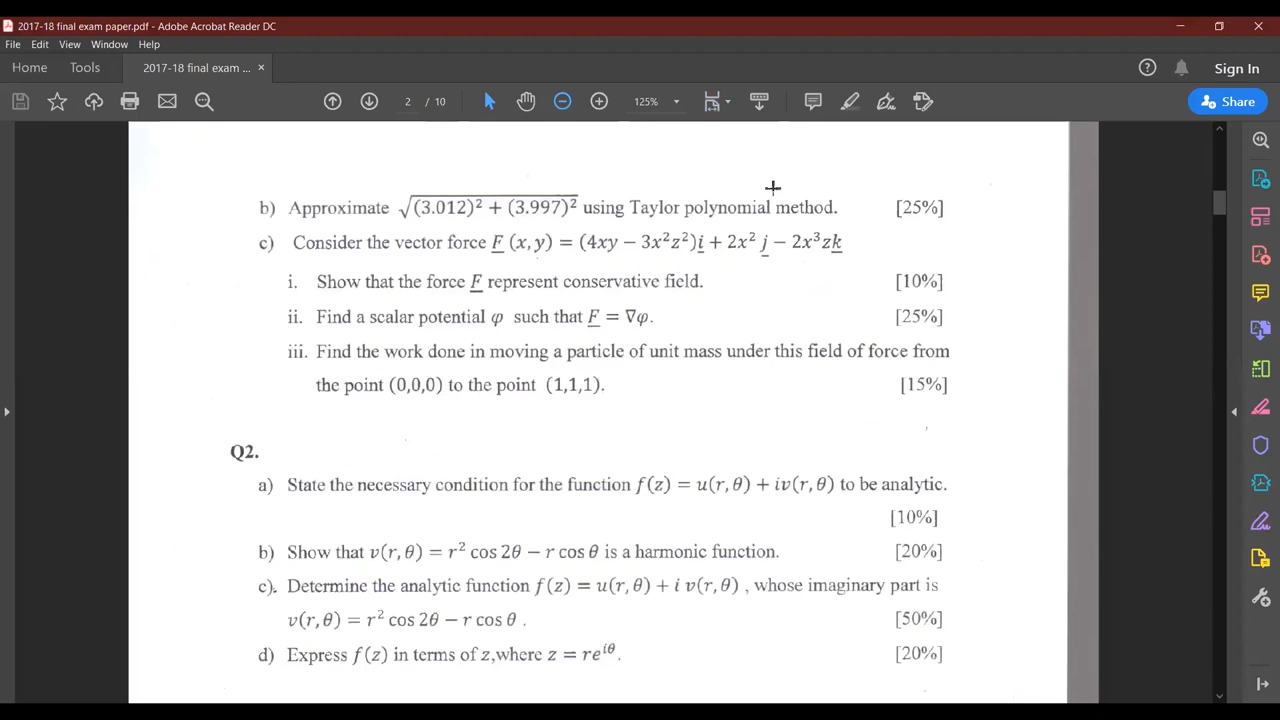 2017-18 final exam paper.pdf - Adobe Acrobat Reader DC
File Edit View Window Help
Home Tools 2017-18 final exam ... × Sign In
2 / 10 125% Share
b) Approximate √(3.012)² + (3.997)² using Taylor polynomial method. [25%]
c) Consider the vector force F (x, y) = (4xy − 3x²z²)i + 2x² j − 2x³zk
i. Show that the force F represent conservative field. [10%]
ii. Find a scalar potential φ such that F = ∇φ. [25%]
iii. Find the work done in moving a particle of unit mass under this field of force from
the point (0,0,0) to the point (1,1,1). [15%]
Q2.
a) State the necessary condition for the function f(z) = u(r, θ) + iv(r, θ) to be analytic.
[10%]
b) Show that v(r, θ) = r² cos 2θ − r cos θ is a harmonic function. [20%]
c). Determine the analytic function f(z) = u(r, θ) + i v(r, θ) , whose imaginary part is
v(r, θ) = r² cos 2θ − r cos θ . [50%]
d) Express f(z) in terms of z,where z = re^{iθ}. [20%]